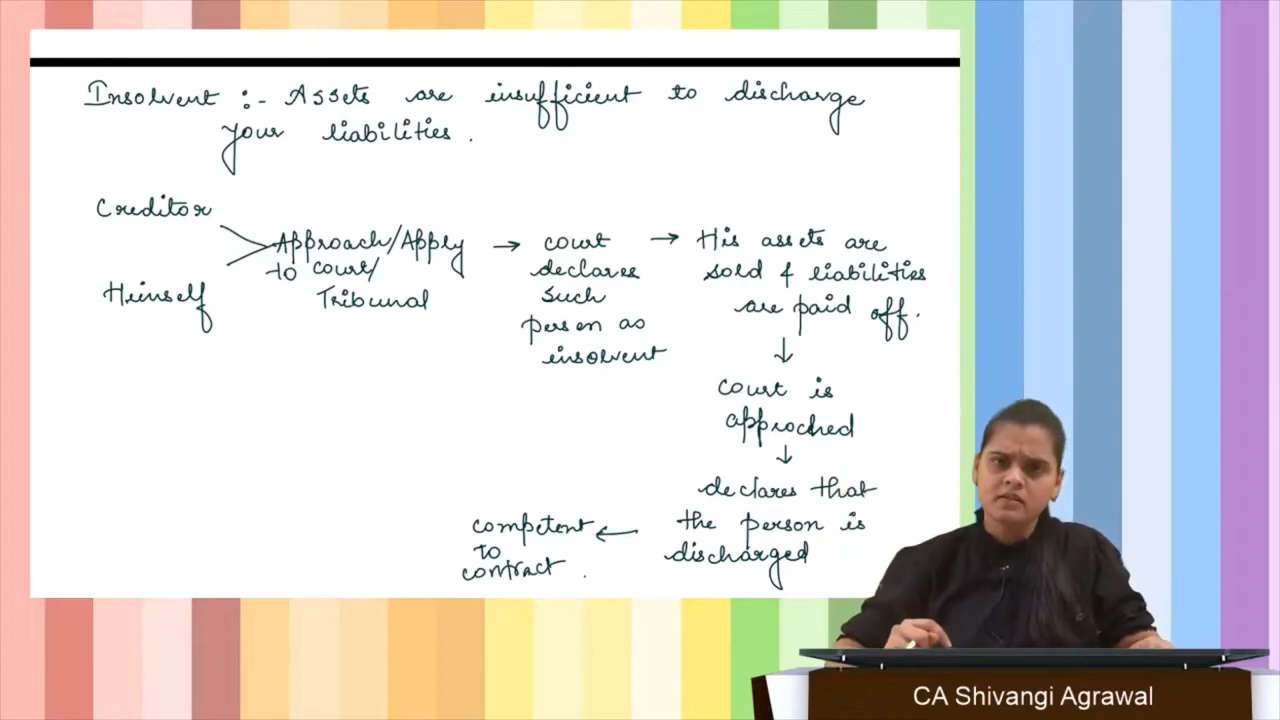 Insolvent :- Assets are insufficient to discharge
your liabilities.
Creditor
Himself
Approach/Apply
to court/
Tribunal
→ court
declares
such
person as
insolvent
→ His assets are
sold & liabilities
are paid off.
↓
court is
approched
↓
declares that
the person is
discharged
←
competent
to
contract.
CA Shivangi Agrawal